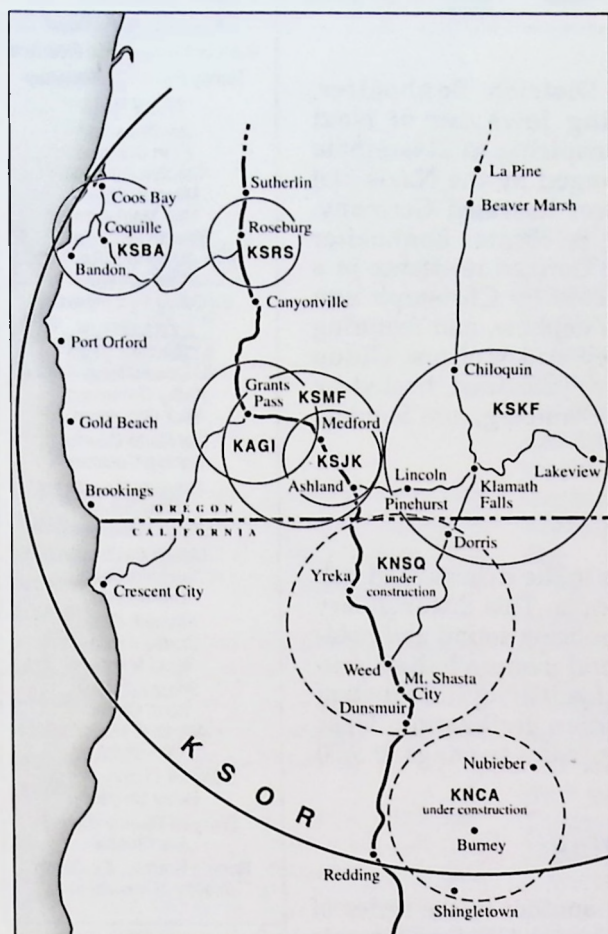 La Pine
Sutherlin
Beaver Marsh
Coos Bay
Coquille
KSBA
Roseburg
KSRS
Bandon
Canyonville
Port Orford
Chiloquin
Grants
Pass
KSMF
KSKF
Gold Beach
Medford
KAGI
KSJK
Lakeview
Ashland
Lincoln
Pinehurst
Klamath
Falls
Brookings
OREGON
CALIFORNIA
Dorris
KNSQ
under
construction
Yreka
Crescent City
Weed
Mt. Shasta
City
Dunsmuir
KSOR
Nubieber
KNCA
under construction
Burney
Redding
Shingletown